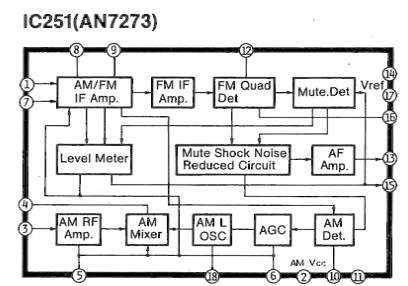 IC251(AN7273)
8 9 12
1
7
AM/FM
IF Amp.
FM IF
Amp.
FM Quad
Det
Mute.Det
14
Vref
17
16
Level Meter
Mute Shock Noise
Reduced Circuit
AF
Amp.
13
15
4
3
AM RF
Amp.
AM
Mixer
AM L
OSC
AGC
AM
Det.
AM Vcc
5 18 6 2 10 11